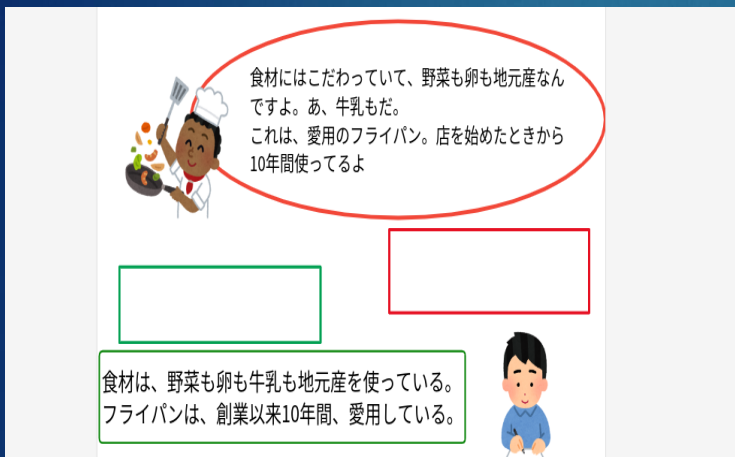 食材にはこだわっていて、野菜も卵も地元産なん
ですよ。あ、牛乳もだ。
これは、愛用のフライパン。店を始めたときから
10年間使ってるよ
食材は、野菜も卵も牛乳も地元産を使っている。
フライパンは、創業以来10年間、愛用している。